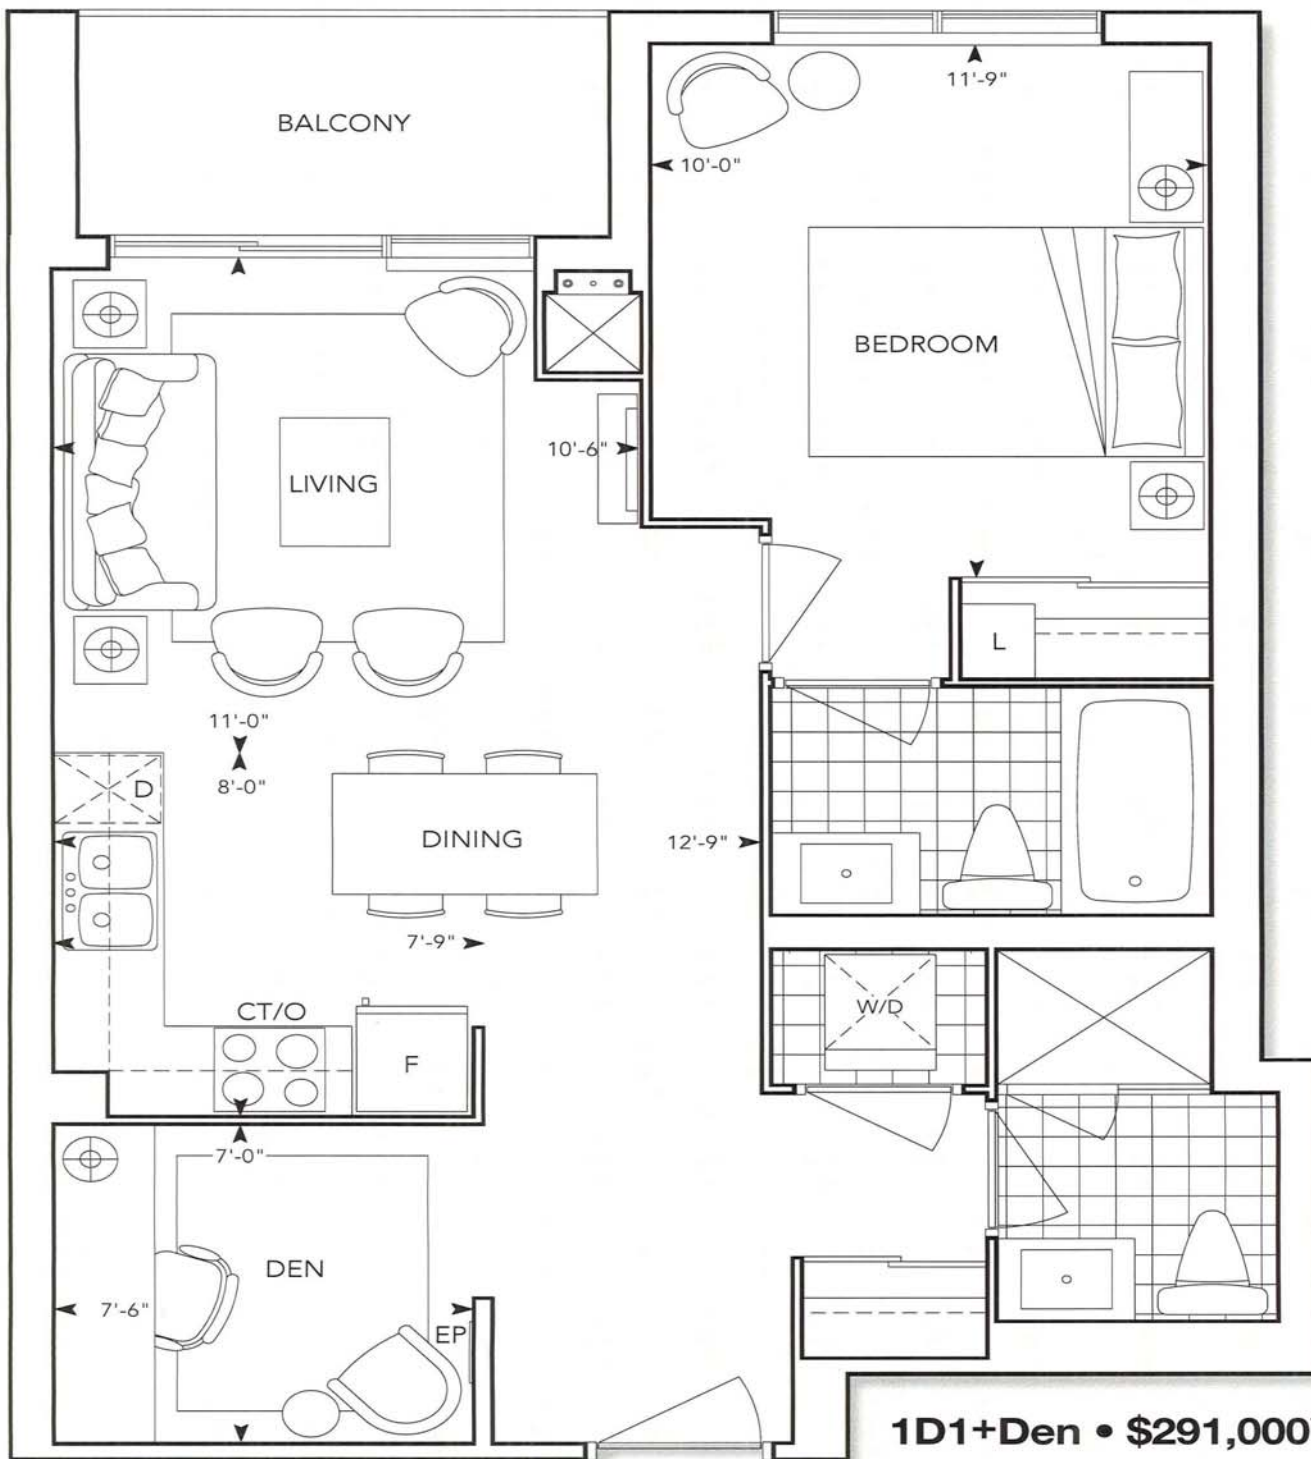 BALCONY
11'-9"
10'-0"
BEDROOM
10'-6"
LIVING
L
11'-0"
8'-0"
D
DINING
12'-9"
7'-9"
CT/O
F
W/D
7'-0"
DEN
7'-6"
EP
1D1+Den • $291,000